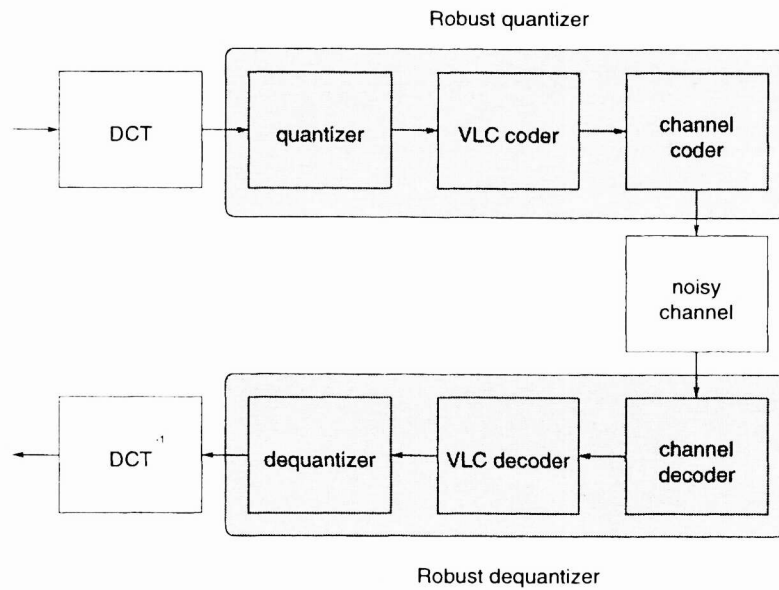 Robust quantizer
DCT
quantizer
VLC coder
channel
coder
noisy
channel
DCT -1
dequantizer
VLC decoder
channel
decoder
Robust dequantizer